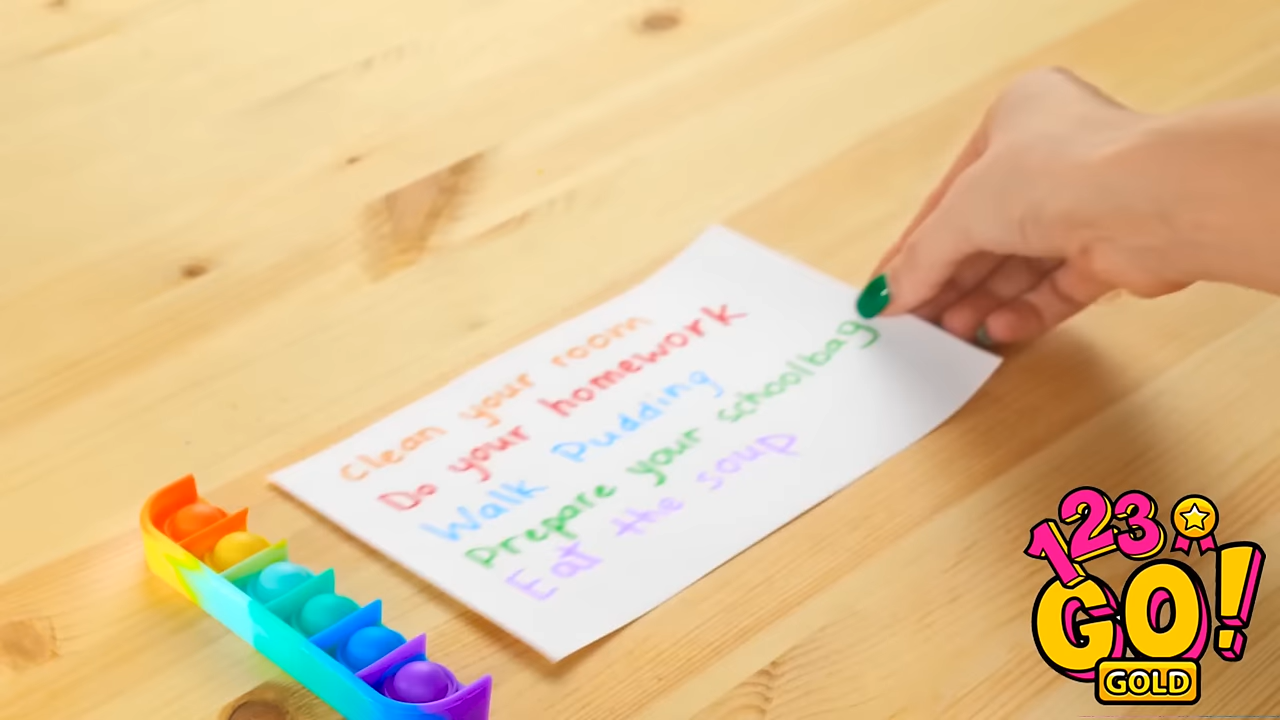 Clean your room
Do your homework
Walk Pudding
Prepare your schoolbag
Eat the soup
123
GO!
GOLD